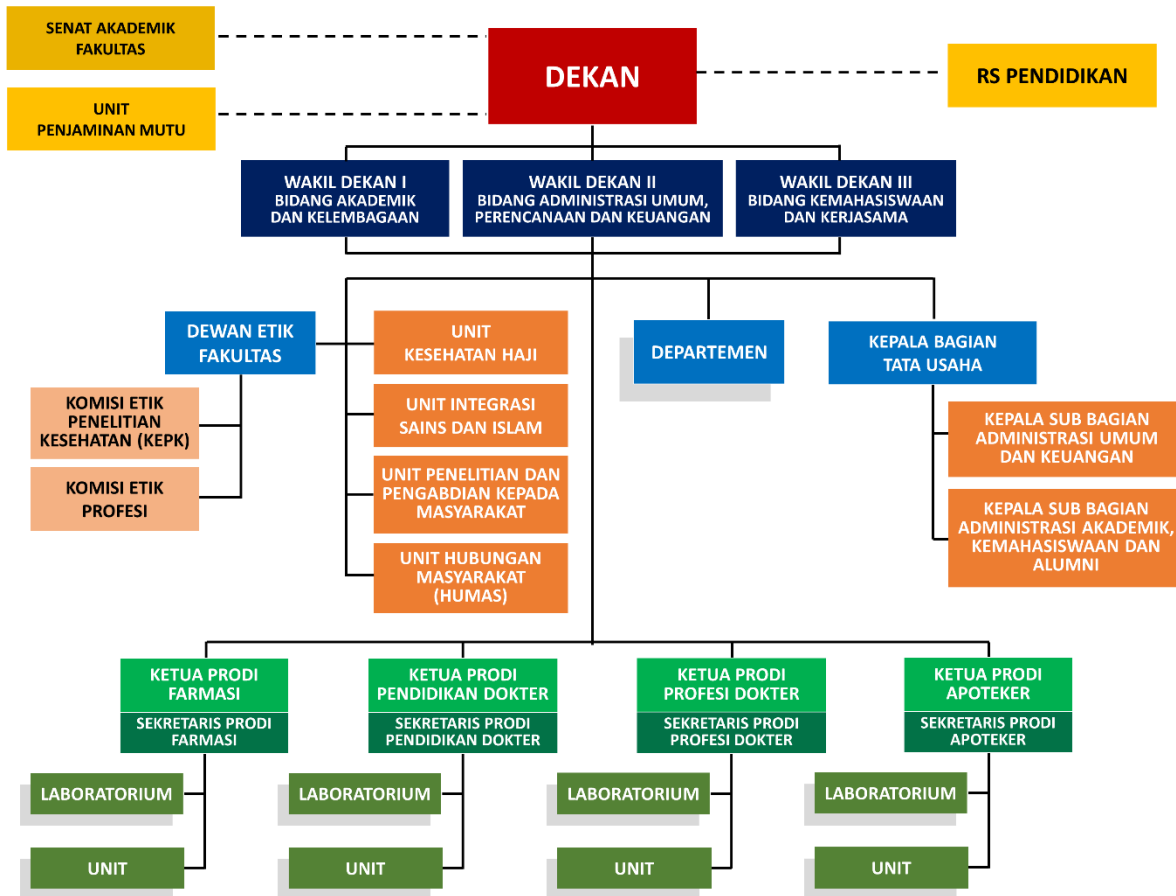 SENAT AKADEMIK
FAKULTAS
UNIT
PENJAMINAN MUTU
DEKAN
RS PENDIDIKAN
WAKIL DEKAN I
BIDANG AKADEMIK
DAN KELEMBAGAAN
WAKIL DEKAN II
BIDANG ADMINISTRASI UMUM,
PERENCANAAN DAN KEUANGAN
WAKIL DEKAN III
BIDANG KEMAHASISWAAN
DAN KERJASAMA
DEWAN ETIK
FAKULTAS
KOMISI ETIK
PENELITIAN
KESEHATAN (KEPK)
KOMISI ETIK
PROFESI
UNIT
KESEHATAN HAJI
UNIT INTEGRASI
SAINS DAN ISLAM
UNIT PENELITIAN DAN
PENGABDIAN KEPADA
MASYARAKAT
UNIT HUBUNGAN
MASYARAKAT
(HUMAS)
DEPARTEMEN
KEPALA BAGIAN
TATA USAHA
KEPALA SUB BAGIAN
ADMINISTRASI UMUM
DAN KEUANGAN
KEPALA SUB BAGIAN
ADMINISTRASI AKADEMIK,
KEMAHASISWAAN DAN
ALUMNI
KETUA PRODI
FARMASI
SEKRETARIS PRODI
FARMASI
LABORATORIUM
UNIT
KETUA PRODI
PENDIDIKAN DOKTER
SEKRETARIS PRODI
PENDIDIKAN DOKTER
LABORATORIUM
UNIT
KETUA PRODI
PROFESI DOKTER
SEKRETARIS PRODI
PROFESI DOKTER
LABORATORIUM
UNIT
KETUA PRODI
APOTEKER
SEKRETARIS PRODI
APOTEKER
LABORATORIUM
UNIT